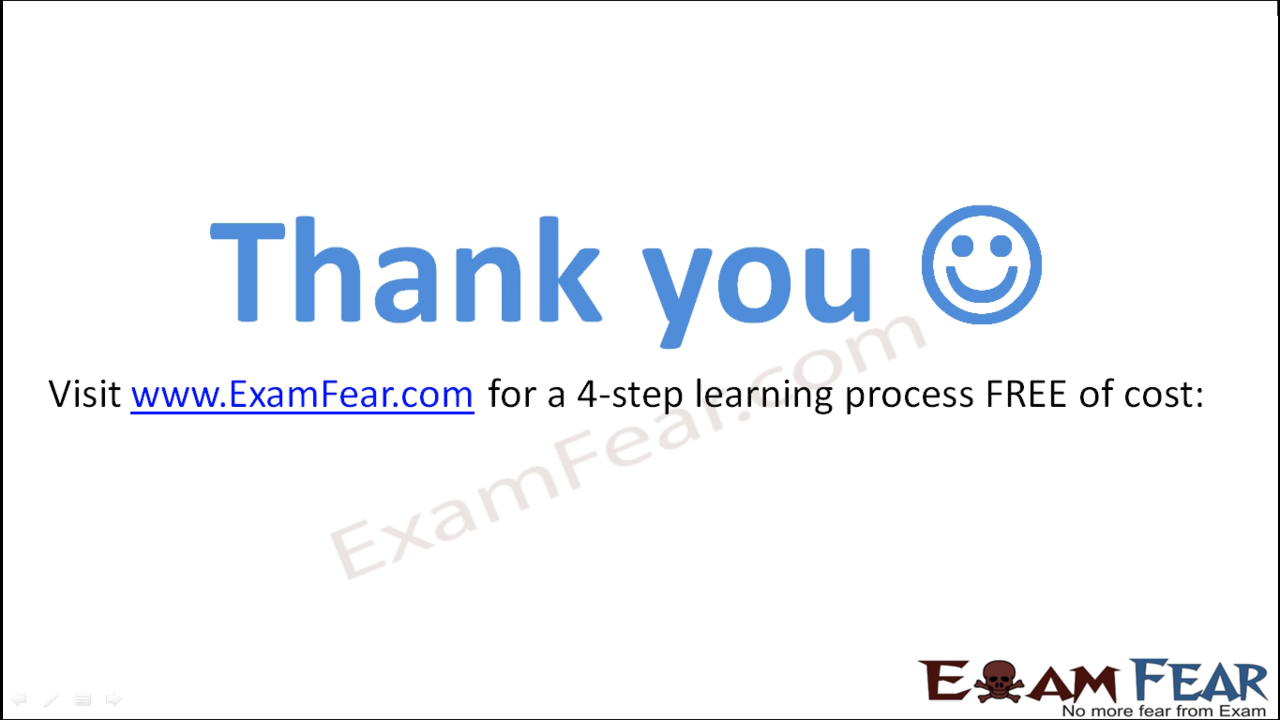 Thank you
Visit www.ExamFear.com for a 4-step learning process FREE of cost:
ExamFear.com
EXAM FEAR
No more fear from Exam